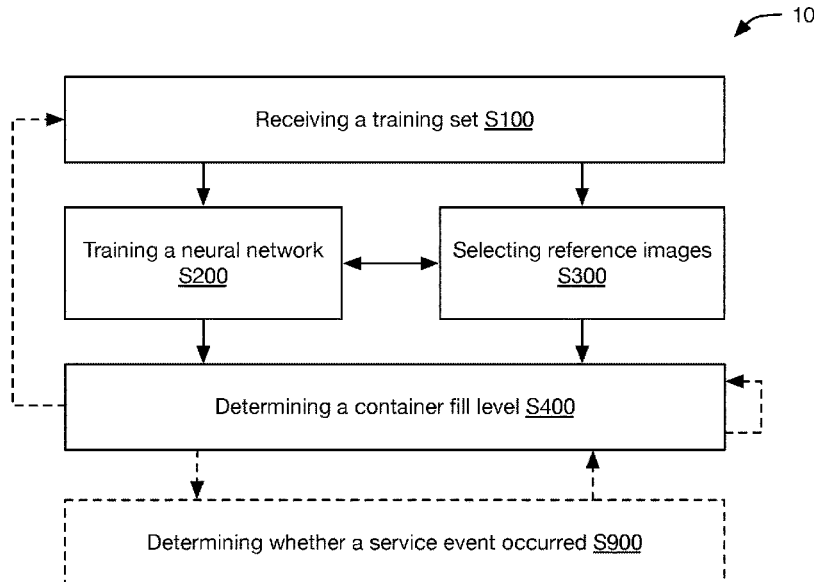 10
Receiving a training set S100
Training a neural network
S200
Selecting reference images
S300
Determining a container fill level S400
Determining whether a service event occurred S900